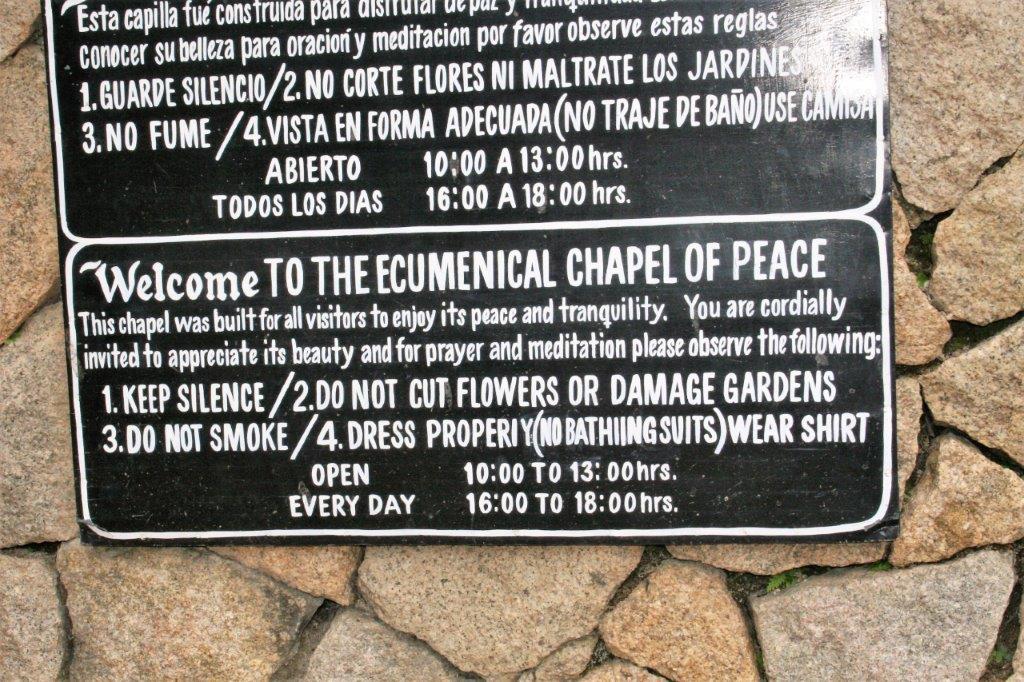 Esta capilla fué construida para disfrutar de paz y tranquilidad
conocer su belleza para oracion y meditacion por favor observe estas reglas
1. GUARDE SILENCIO/2. NO CORTE FLORES NI MALTRATE LOS JARDINES
3. NO FUME /4. VISTA EN FORMA ADECUADA (NO TRAJE DE BAÑO) USE CAMISA
ABIERTO 10:00 A 13:00 hrs.
TODOS LOS DIAS 16:00 A 18:00 hrs.
Welcome TO THE ECUMENICAL CHAPEL OF PEACE
This chapel was built for all visitors to enjoy its peace and tranquility. You are cordially
invited to appreciate its beauty and for prayer and meditation please observe the following:
1. KEEP SILENCE /2. DO NOT CUT FLOWERS OR DAMAGE GARDENS
3. DO NOT SMOKE /4. DRESS PROPERIY (NO BATHIING SUITS) WEAR SHIRT
OPEN 10:00 TO 13:00 hrs.
EVERY DAY 16:00 TO 18:00 hrs.